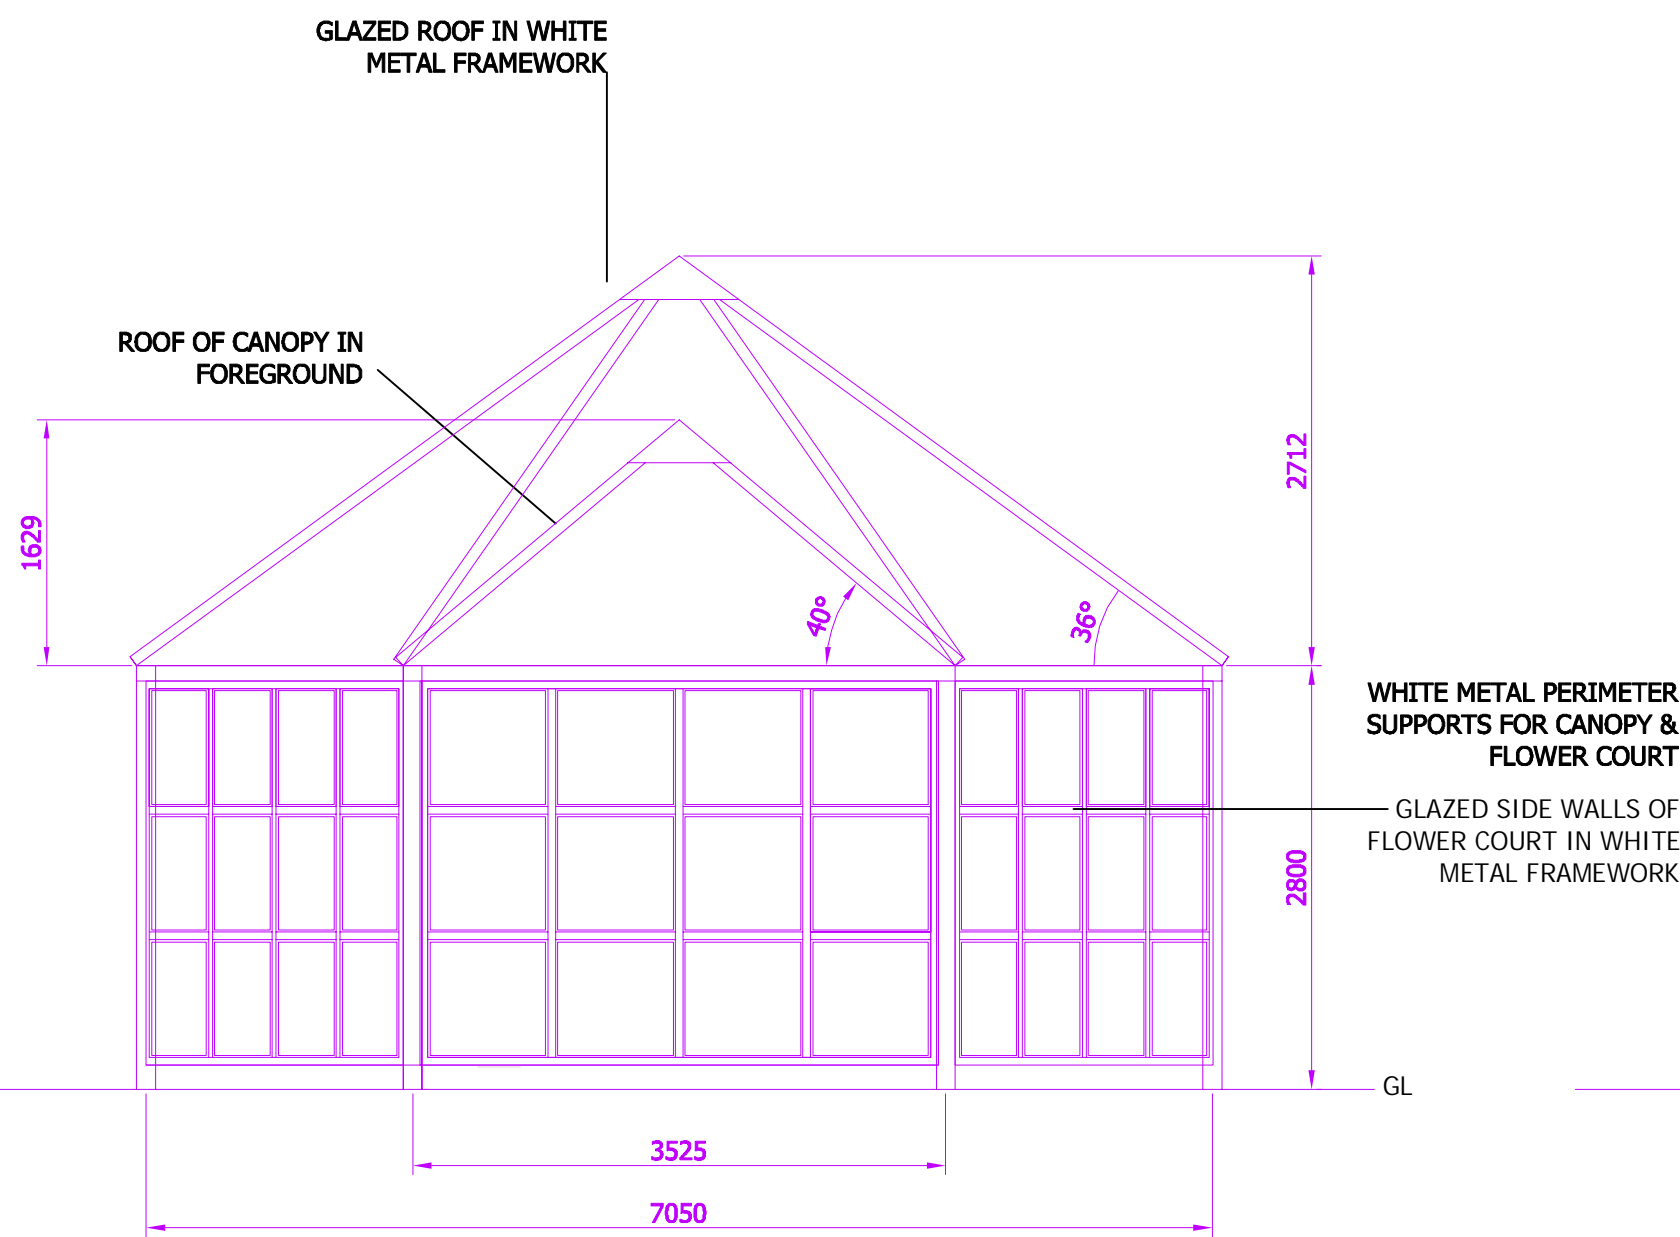 GLAZED ROOF IN WHITE
METAL FRAMEWORK
ROOF OF CANOPY IN
FOREGROUND
1629
2712
40°
36°
WHITE METAL PERIMETER
SUPPORTS FOR CANOPY &
FLOWER COURT
GLAZED SIDE WALLS OF
FLOWER COURT IN WHITE
METAL FRAMEWORK
2800
GL
3525
7050